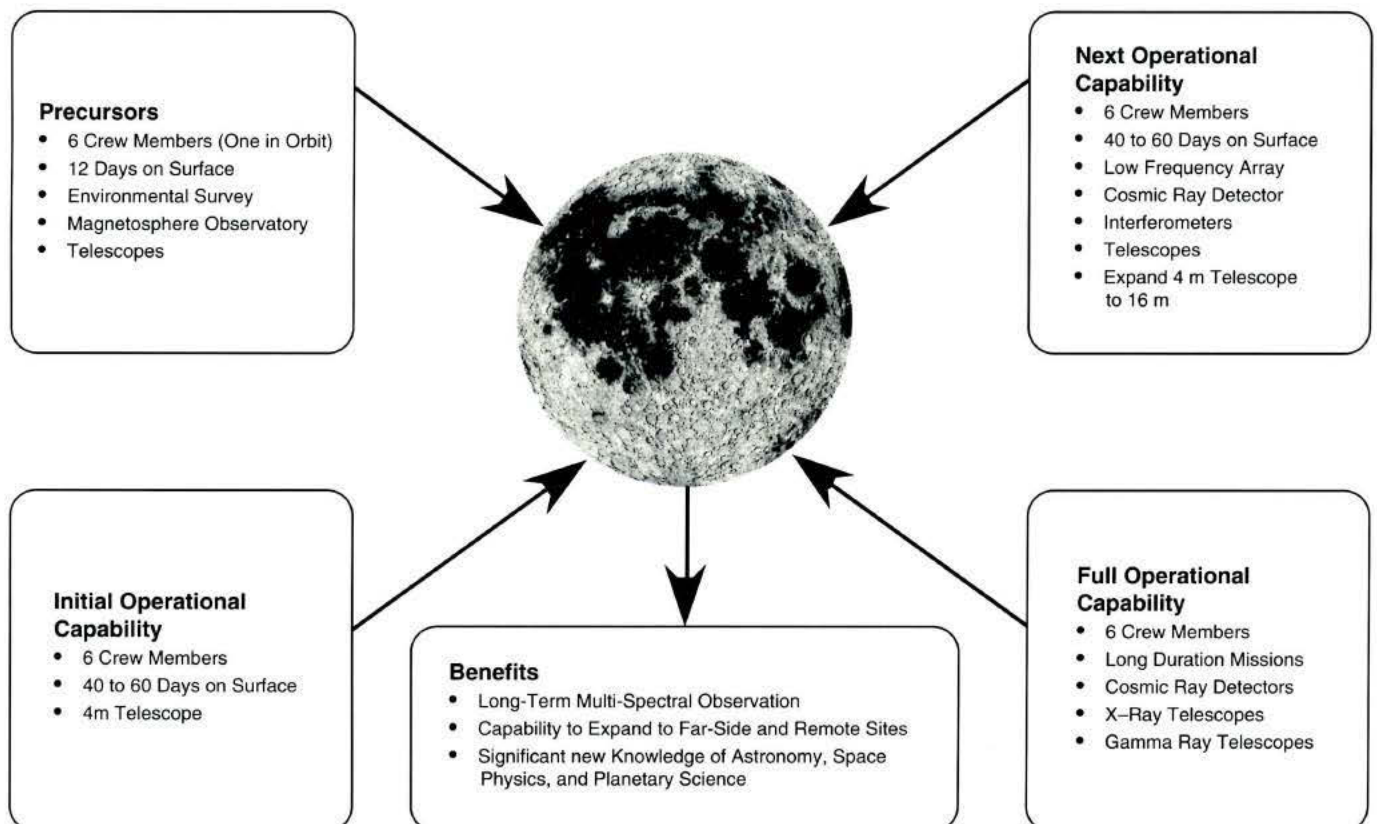 Precursors
• 6 Crew Members (One in Orbit)
• 12 Days on Surface
• Environmental Survey
• Magnetosphere Observatory
• Telescopes
Next Operational
Capability
• 6 Crew Members
• 40 to 60 Days on Surface
• Low Frequency Array
• Cosmic Ray Detector
• Interferometers
• Telescopes
• Expand 4 m Telescope
to 16 m
Initial Operational
Capability
• 6 Crew Members
• 40 to 60 Days on Surface
• 4m Telescope
Benefits
• Long-Term Multi-Spectral Observation
• Capability to Expand to Far-Side and Remote Sites
• Significant new Knowledge of Astronomy, Space
Physics, and Planetary Science
Full Operational
Capability
• 6 Crew Members
• Long Duration Missions
• Cosmic Ray Detectors
• X–Ray Telescopes
• Gamma Ray Telescopes